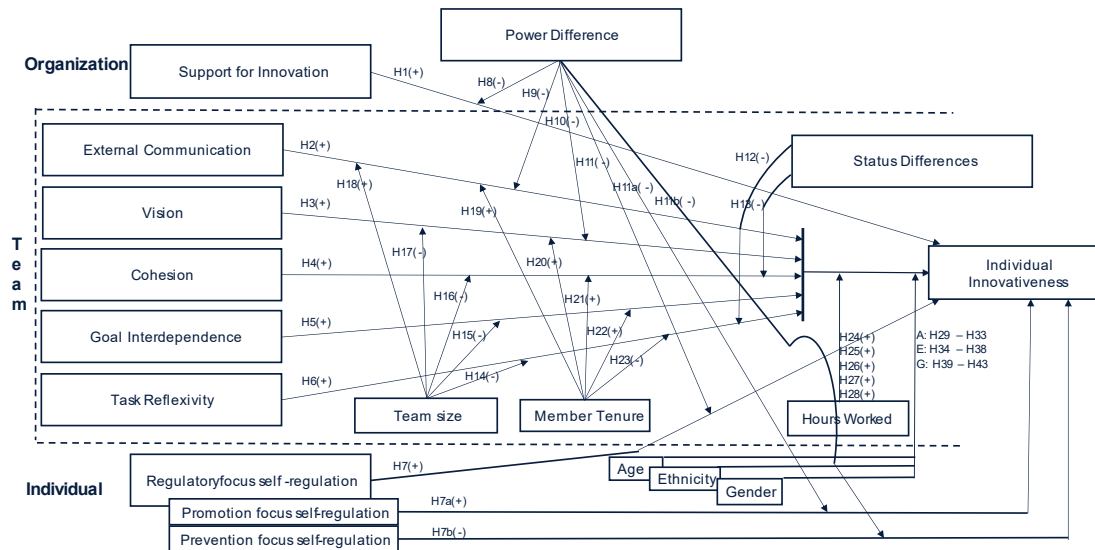 Power Difference
Organization
Support for Innovation
H1(+)
H8(-)
H9(-)
H10(-)
External Communication
H2(+)
H11(-)
H12(-)
Status Differences
H18(+)
H11a(-)
H11b(-)
Vision
H3(+)
H19(+)
H13(-)
Team
H17(-)
Cohesion
H4(+)
H20(+)
Individual
Innovativeness
H16(-)
H21(+)
Goal Interdependence
H5(+)
H15(-)
H22(+)
H24(+)
H25(+)
H26(+)
H27(+)
H28(+)
A: H29 – H33
E: H34 – H38
G: H39 – H43
H23(-)
H14(-)
Task Reflexivity
H6(+)
Team size
Member Tenure
Hours Worked
Individual
Regulatoryfocus self-regulation
H7(+)
Age
Ethnicity
Gender
Promotion focus self-regulation
H7a(+)
Prevention focus self-regulation
H7b(-)